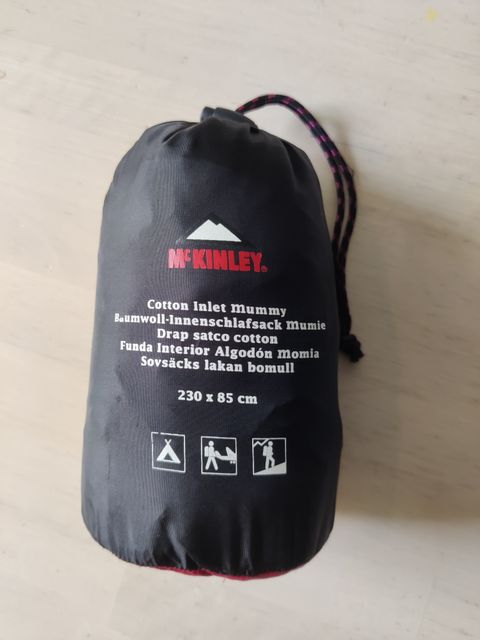 McKINLEY®
Cotton Inlet Mummy
Baumwoll-Innenschlafsack Mumie
Drap satco cotton
Funda Interior Algodón Momia
Sovsäcks lakan bomull
230 x 85 cm